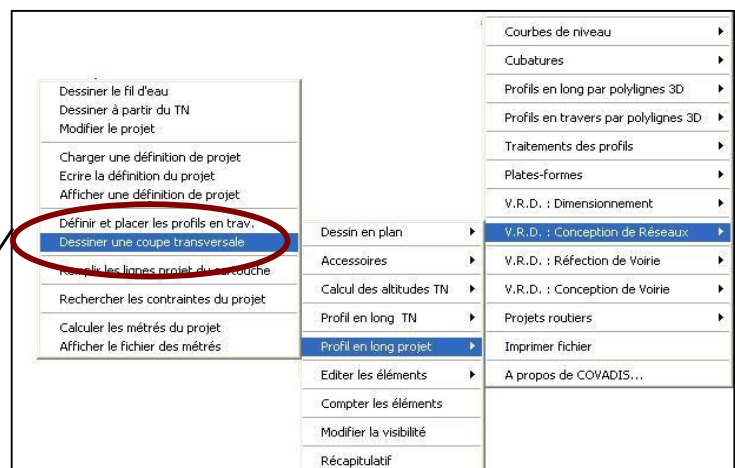 Dessiner le fil d'eau
Dessiner à partir du TN
Modifier le projet
Charger une définition de projet
Ecrire la définition du projet
Afficher une définition de projet
Définir et placer les profils en trav.
Dessiner une coupe transversale
Remplir les lignes projet du cartouche
Rechercher les contraintes du projet
Calculer les métrés du projet
Afficher le fichier des métrés
Dessin en plan
Accessoires
Calcul des altitudes TN
Profil en long TN
Profil en long projet
Editer les éléments
Compter les éléments
Modifier la visibilité
Récapitulatif
Courbes de niveau
Cubatures
Profils en long par polylignes 3D
Profils en travers par polylignes 3D
Traitements des profils
Plates-formes
V.R.D. : Dimensionnement
V.R.D. : Conception de Réseaux
V.R.D. : Réfection de Voirie
V.R.D. : Conception de Voirie
Projets routiers
Imprimer fichier
A propos de COVADIS...